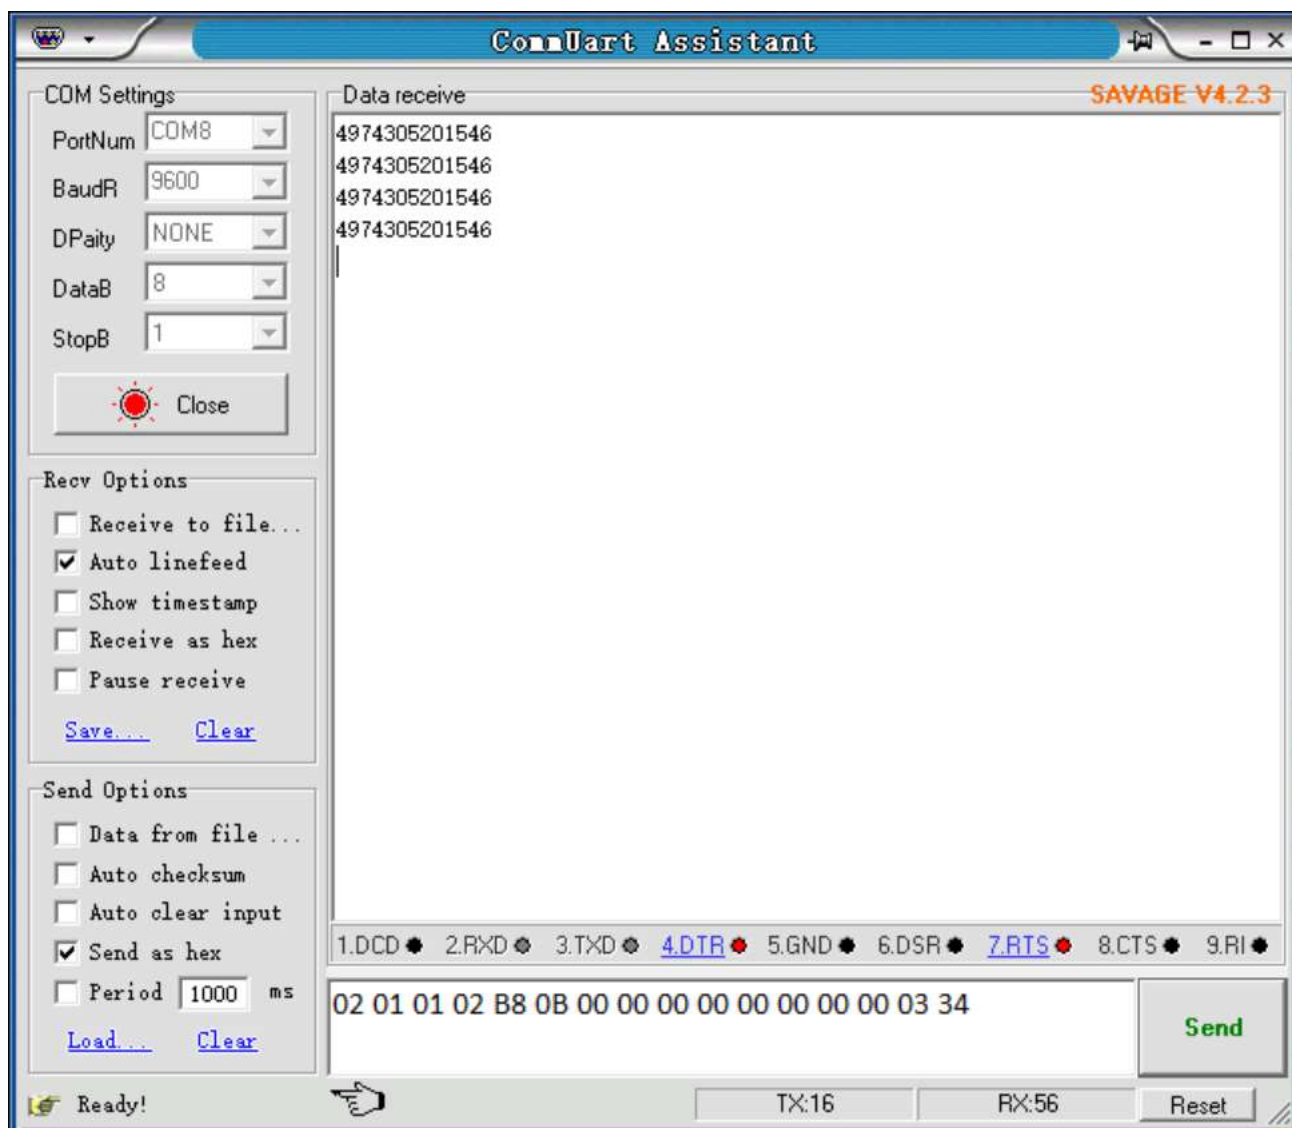 CommUart Assistant
COM Settings
PortNum COM8
BaudR 9600
DPaity NONE
DataB 8
StopB 1
Close
Recv Options
Receive to file...
Auto linefeed
Show timestamp
Receive as hex
Pause receive
Save... Clear
Send Options
Data from file ...
Auto checksum
Auto clear input
Send as hex
Period 1000 ms
Load... Clear
Data receive SAVAGE V4.2.3
4974305201546
4974305201546
4974305201546
4974305201546
1.DCD 2.RXD 3.TXD 4.DTR 5.GND 6.DSR 7.RTS 8.CTS 9.RI
02 01 01 02 B8 0B 00 00 00 00 00 00 00 00 03 34
Send
Ready! TX:16 RX:56 Reset